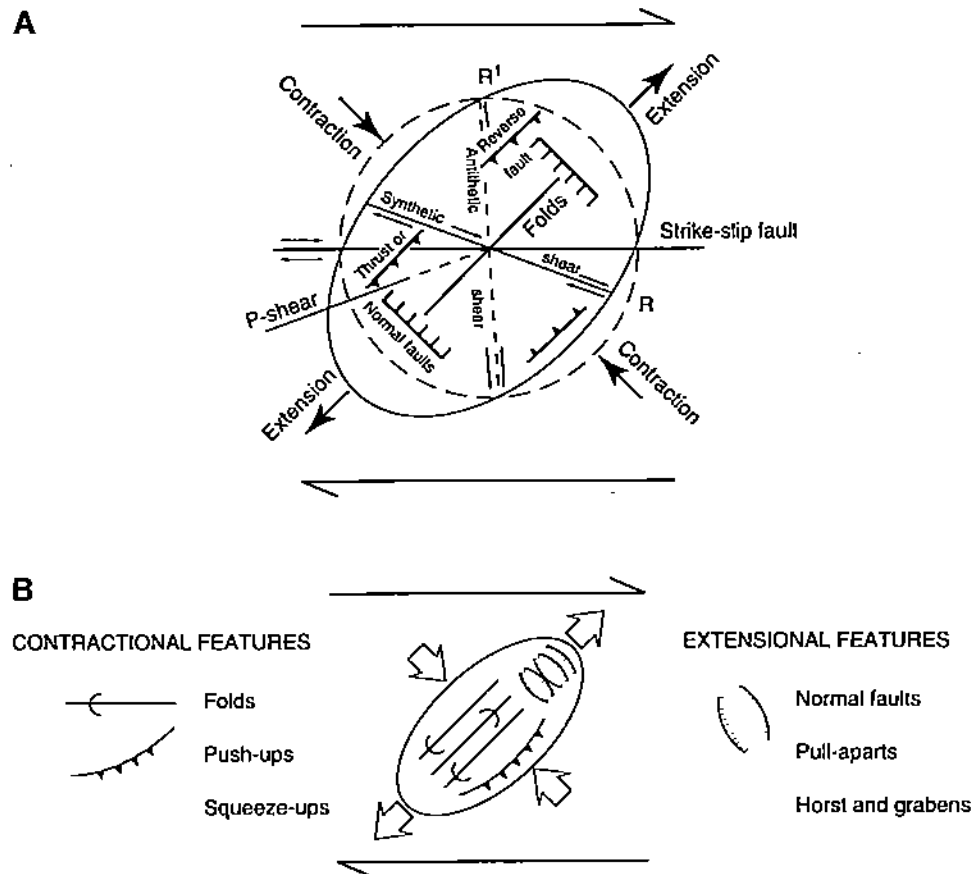 A
R¹
Contraction
Extension
Reverse
fault
Antithetic
Folds
Synthetic
Strike-slip fault
Thrust or
shear
shear
P-shear
R
Normal faults
Extension
Contraction
B
CONTRACTIONAL FEATURES
EXTENSIONAL FEATURES
Folds
Normal faults
Push-ups
Pull-aparts
Squeeze-ups
Horst and grabens